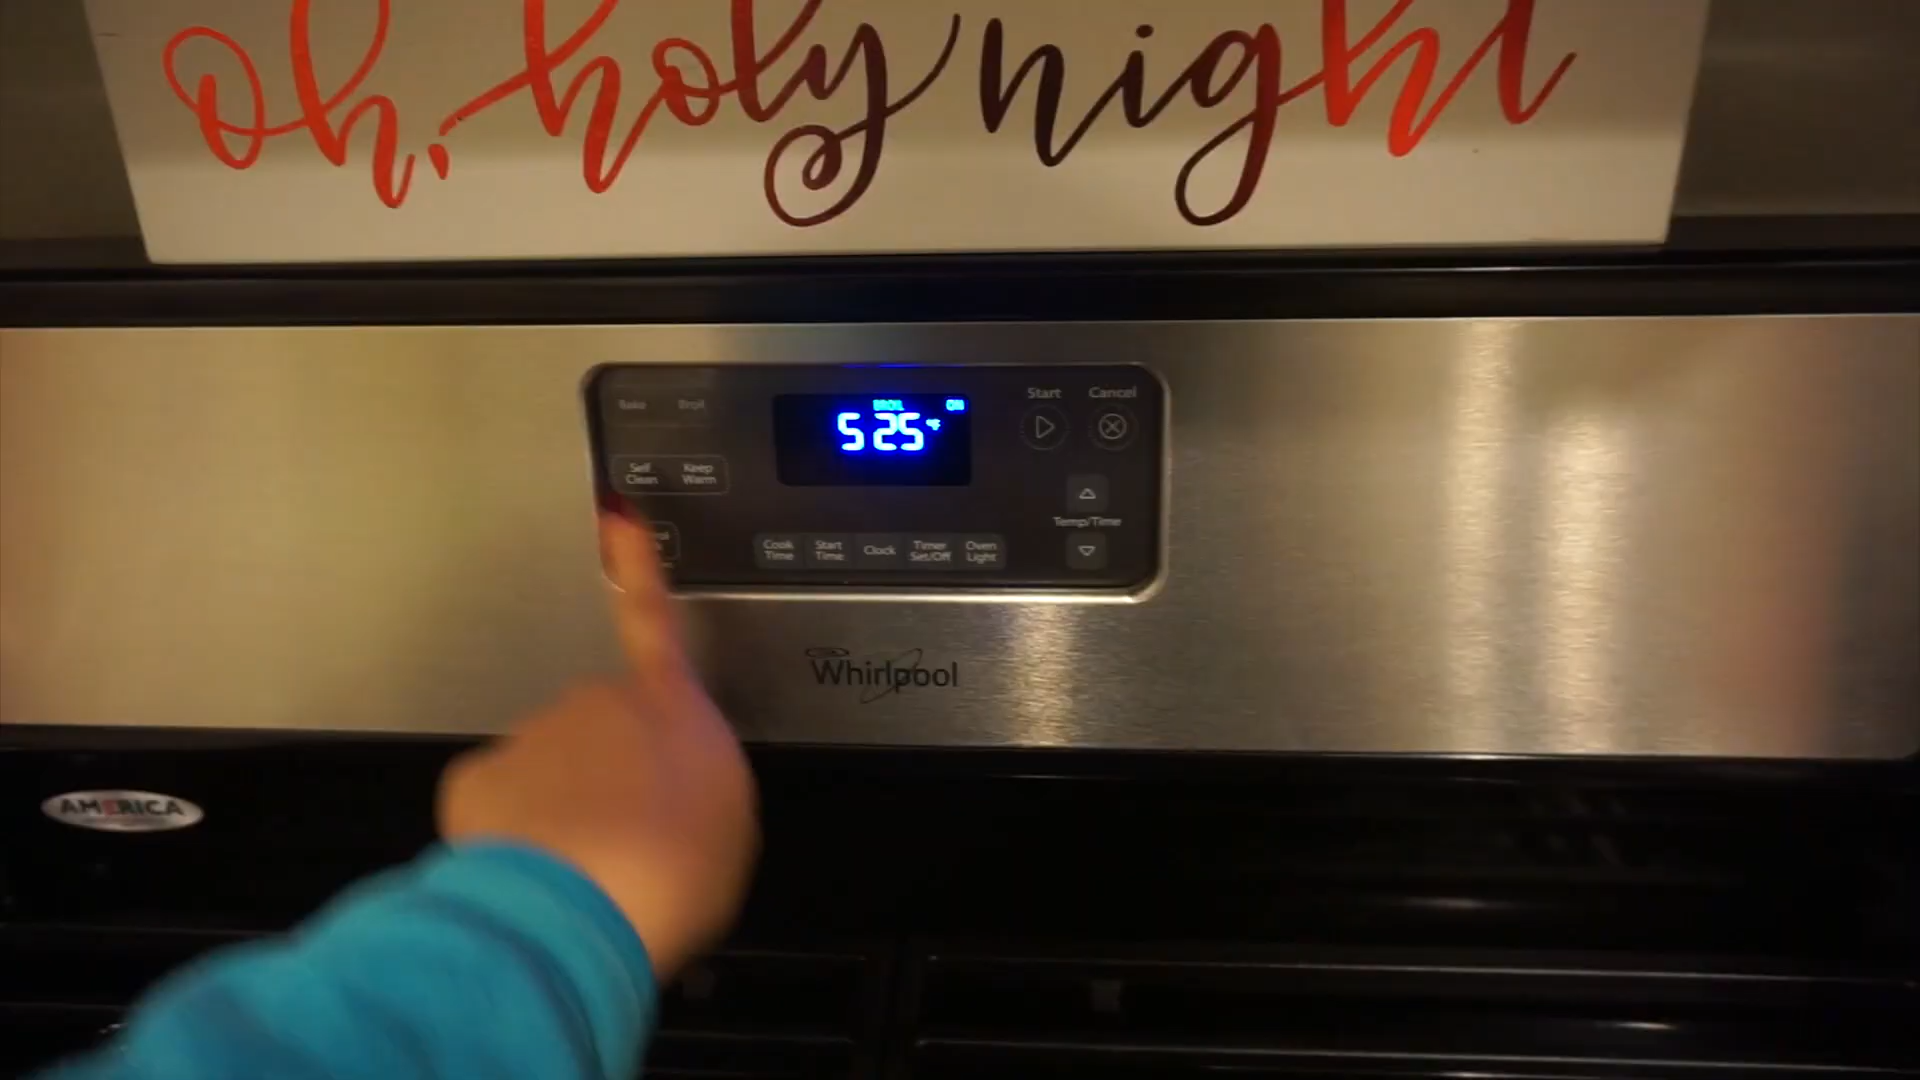 oh, holy night
BROIL ON
525°F
Bake Broil
Start Cancel
Self Clean
Keep Warm
Temp/Time
Cook Time
Start Time
Clock
Timer Set/Off
Oven Light
Whirlpool
AMERICA